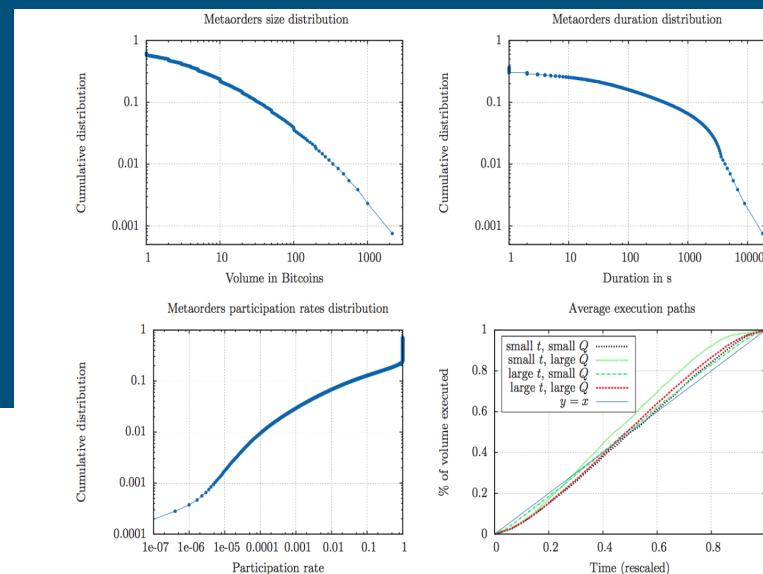 Metaorders size distribution
Cumulative distribution
1
0.1
0.01
0.001
1 10 100 1000
Volume in Bitcoins
Metaorders duration distribution
Cumulative distribution
1
0.1
0.01
0.001
1 10 100 1000 10000
Duration in s
Metaorders participation rates distribution
Cumulative distribution
1
0.1
0.01
0.001
0.0001
1e-07 1e-06 1e-05 0.0001 0.001 0.01 0.1 1
Participation rate
Average execution paths
% of volume executed
1
0.8
0.6
0.4
0.2
0
small t, small Q
small t, large Q
large t, small Q
large t, large Q
y = x
0 0.2 0.4 0.6 0.8
Time (rescaled)